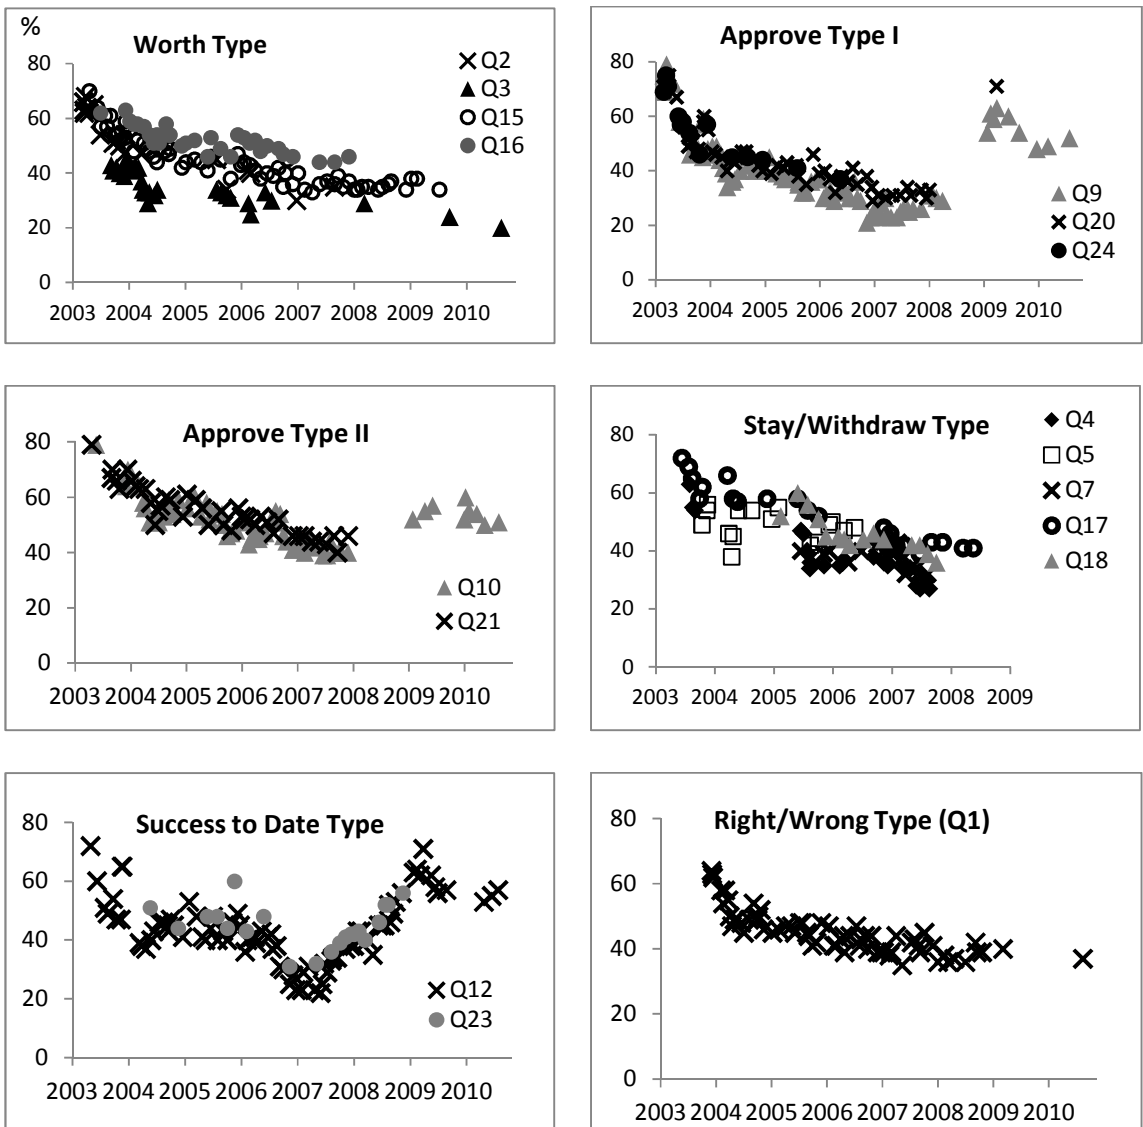 %
Worth Type
80
60
40
20
0
2003 2004 2005 2006 2007 2008 2009 2010
Q2
Q3
Q15
Q16
Approve Type I
80
60
40
20
0
2003 2004 2005 2006 2007 2008 2009 2010
Q9
Q20
Q24
Approve Type II
80
60
40
20
0
2003 2004 2005 2006 2007 2008 2009 2010
Q10
Q21
Stay/Withdraw Type
80
60
40
20
0
2003 2004 2005 2006 2007 2008 2009
Q4
Q5
Q7
Q17
Q18
Success to Date Type
80
60
40
20
0
2003 2004 2005 2006 2007 2008 2009 2010
Q12
Q23
Right/Wrong Type (Q1)
80
60
40
20
0
2003 2004 2005 2006 2007 2008 2009 2010